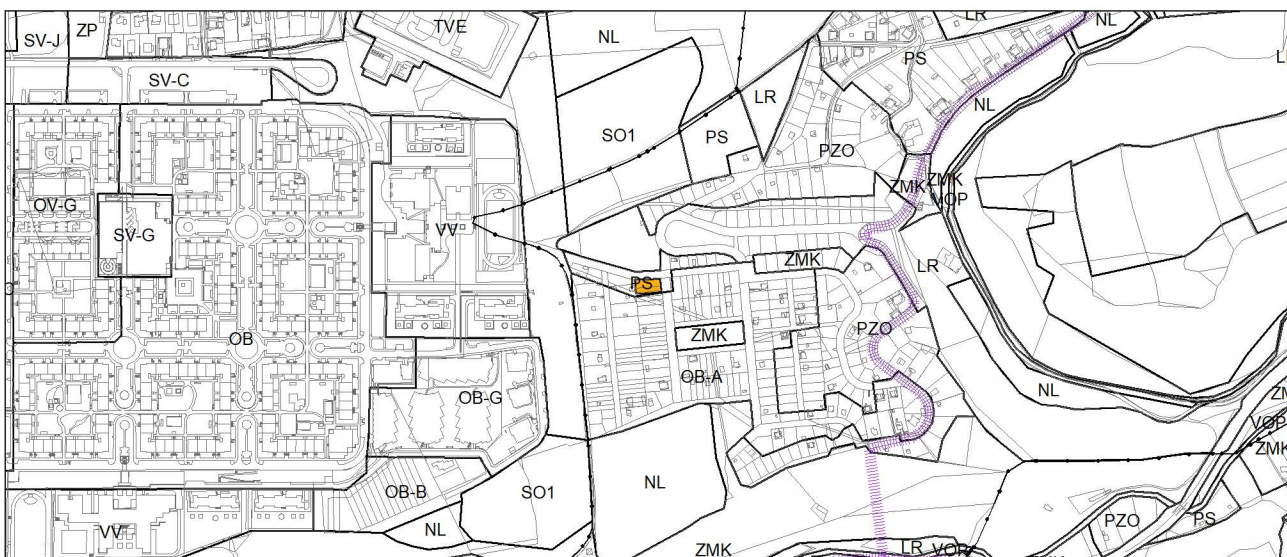 SV-J
ZP
TVE
NL
LR
NL
SV-C
PS
SO1
LR
NL
PS
PZO
OV-G
ZMK
ZMK
VOP
SV-G
VV
ZMK
LR
PS
OB
ZMK
PZO
OB-A
OB-G
NL
OB-B
SO1
NL
VOP
ZMK
VV
NL
PZO
PS
ZMK
LR